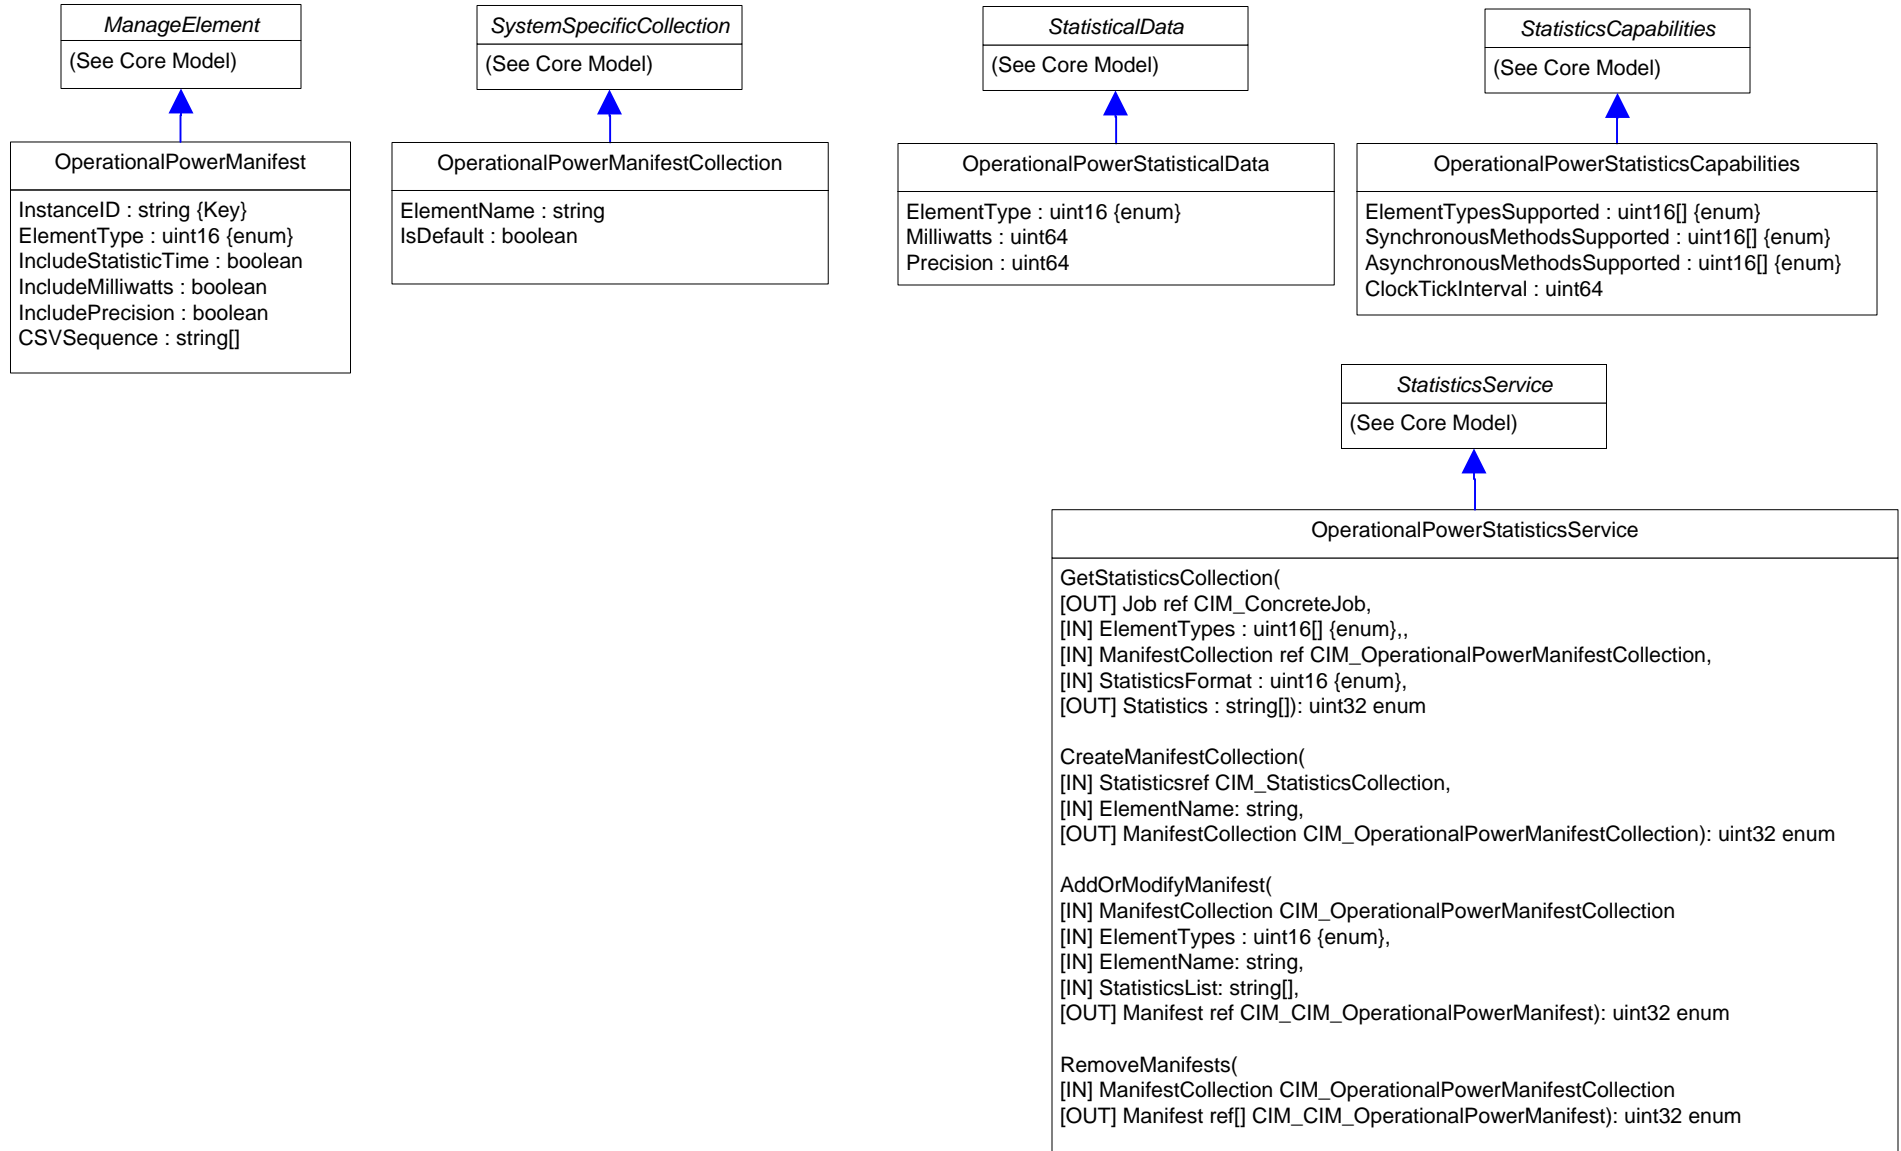 ManageElement
(See Core Model)
OperationalPowerManifest
InstanceID : string {Key}
ElementType : uint16 {enum}
IncludeStatisticTime : boolean
IncludeMilliwatts : boolean
IncludePrecision : boolean
CSVSequence : string[]
SystemSpecificCollection
(See Core Model)
OperationalPowerManifestCollection
ElementName : string
IsDefault : boolean
StatisticalData
(See Core Model)
OperationalPowerStatisticalData
ElementType : uint16 {enum}
Milliwatts : uint64
Precision : uint64
StatisticsCapabilities
(See Core Model)
OperationalPowerStatisticsCapabilities
ElementTypesSupported : uint16[] {enum}
SynchronousMethodsSupported : uint16[] {enum}
AsynchronousMethodsSupported : uint16[] {enum}
ClockTickInterval : uint64
StatisticsService
(See Core Model)
OperationalPowerStatisticsService
GetStatisticsCollection(
[OUT] Job ref CIM_ConcreteJob,
[IN] ElementTypes : uint16[] {enum},,
[IN] ManifestCollection ref CIM_OperationalPowerManifestCollection,
[IN] StatisticsFormat : uint16 {enum},
[OUT] Statistics : string[]): uint32 enum
CreateManifestCollection(
[IN] Statisticsref CIM_StatisticsCollection,
[IN] ElementName: string,
[OUT] ManifestCollection CIM_OperationalPowerManifestCollection): uint32 enum
AddOrModifyManifest(
[IN] ManifestCollection CIM_OperationalPowerManifestCollection
[IN] ElementTypes : uint16 {enum},
[IN] ElementName: string,
[IN] StatisticsList: string[],
[OUT] Manifest ref CIM_CIM_OperationalPowerManifest): uint32 enum
RemoveManifests(
[IN] ManifestCollection CIM_OperationalPowerManifestCollection
[OUT] Manifest ref[] CIM_CIM_OperationalPowerManifest): uint32 enum